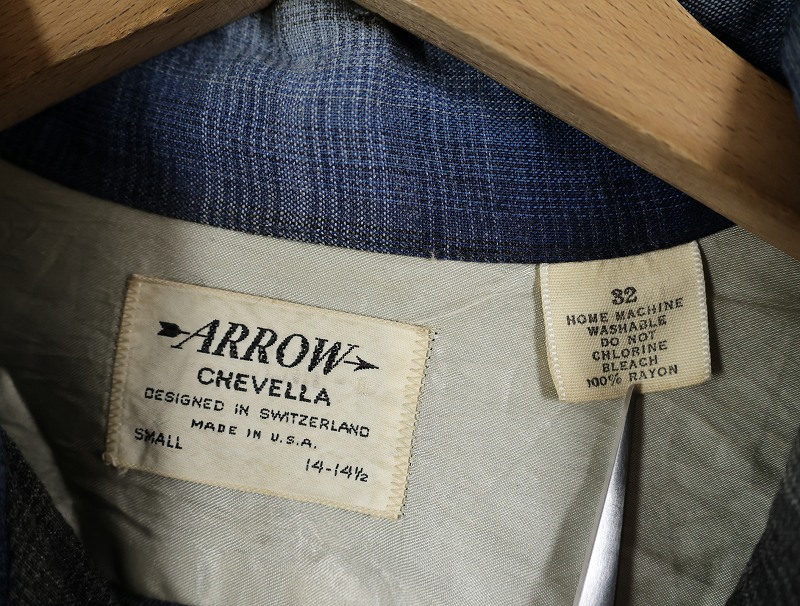 ARROW
CHEVELLA
DESIGNED IN SWITZERLAND
MADE IN U.S.A.
SMALL
14-14½
32
HOME MACHINE
WASHABLE
DO NOT
CHLORINE
BLEACH
100% RAYON